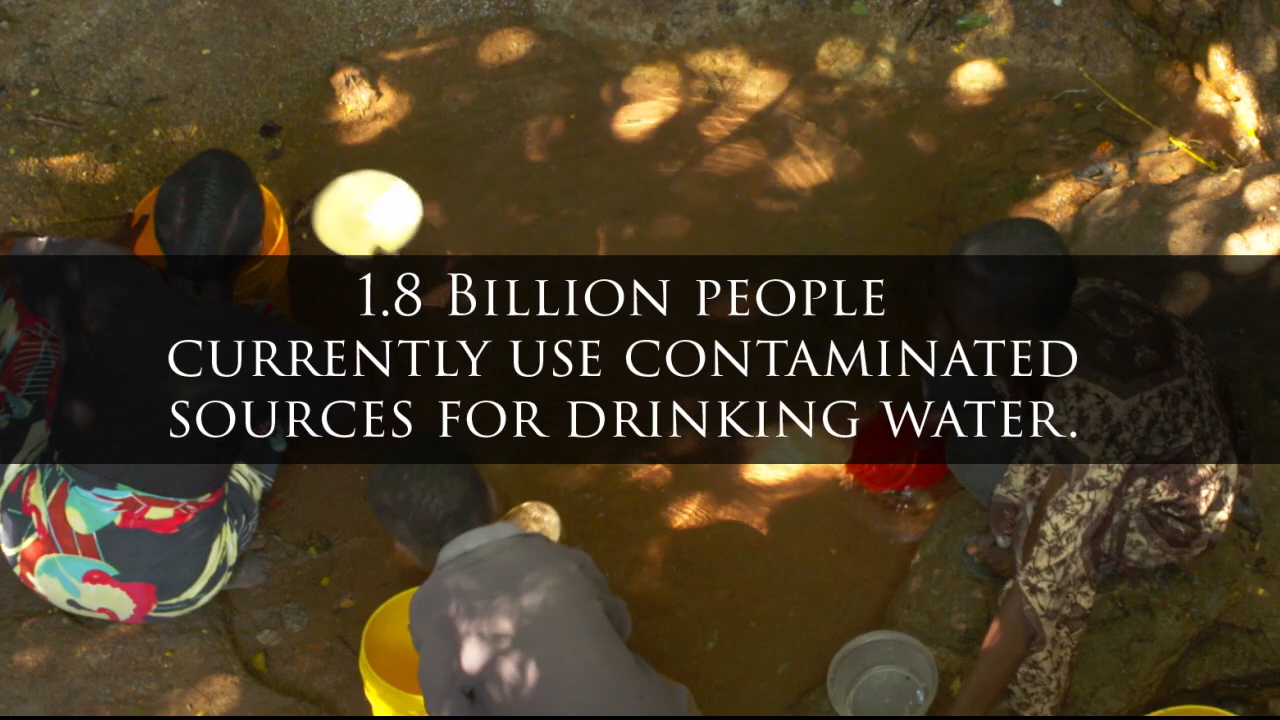 1.8 Billion people
currently use contaminated
sources for drinking water.